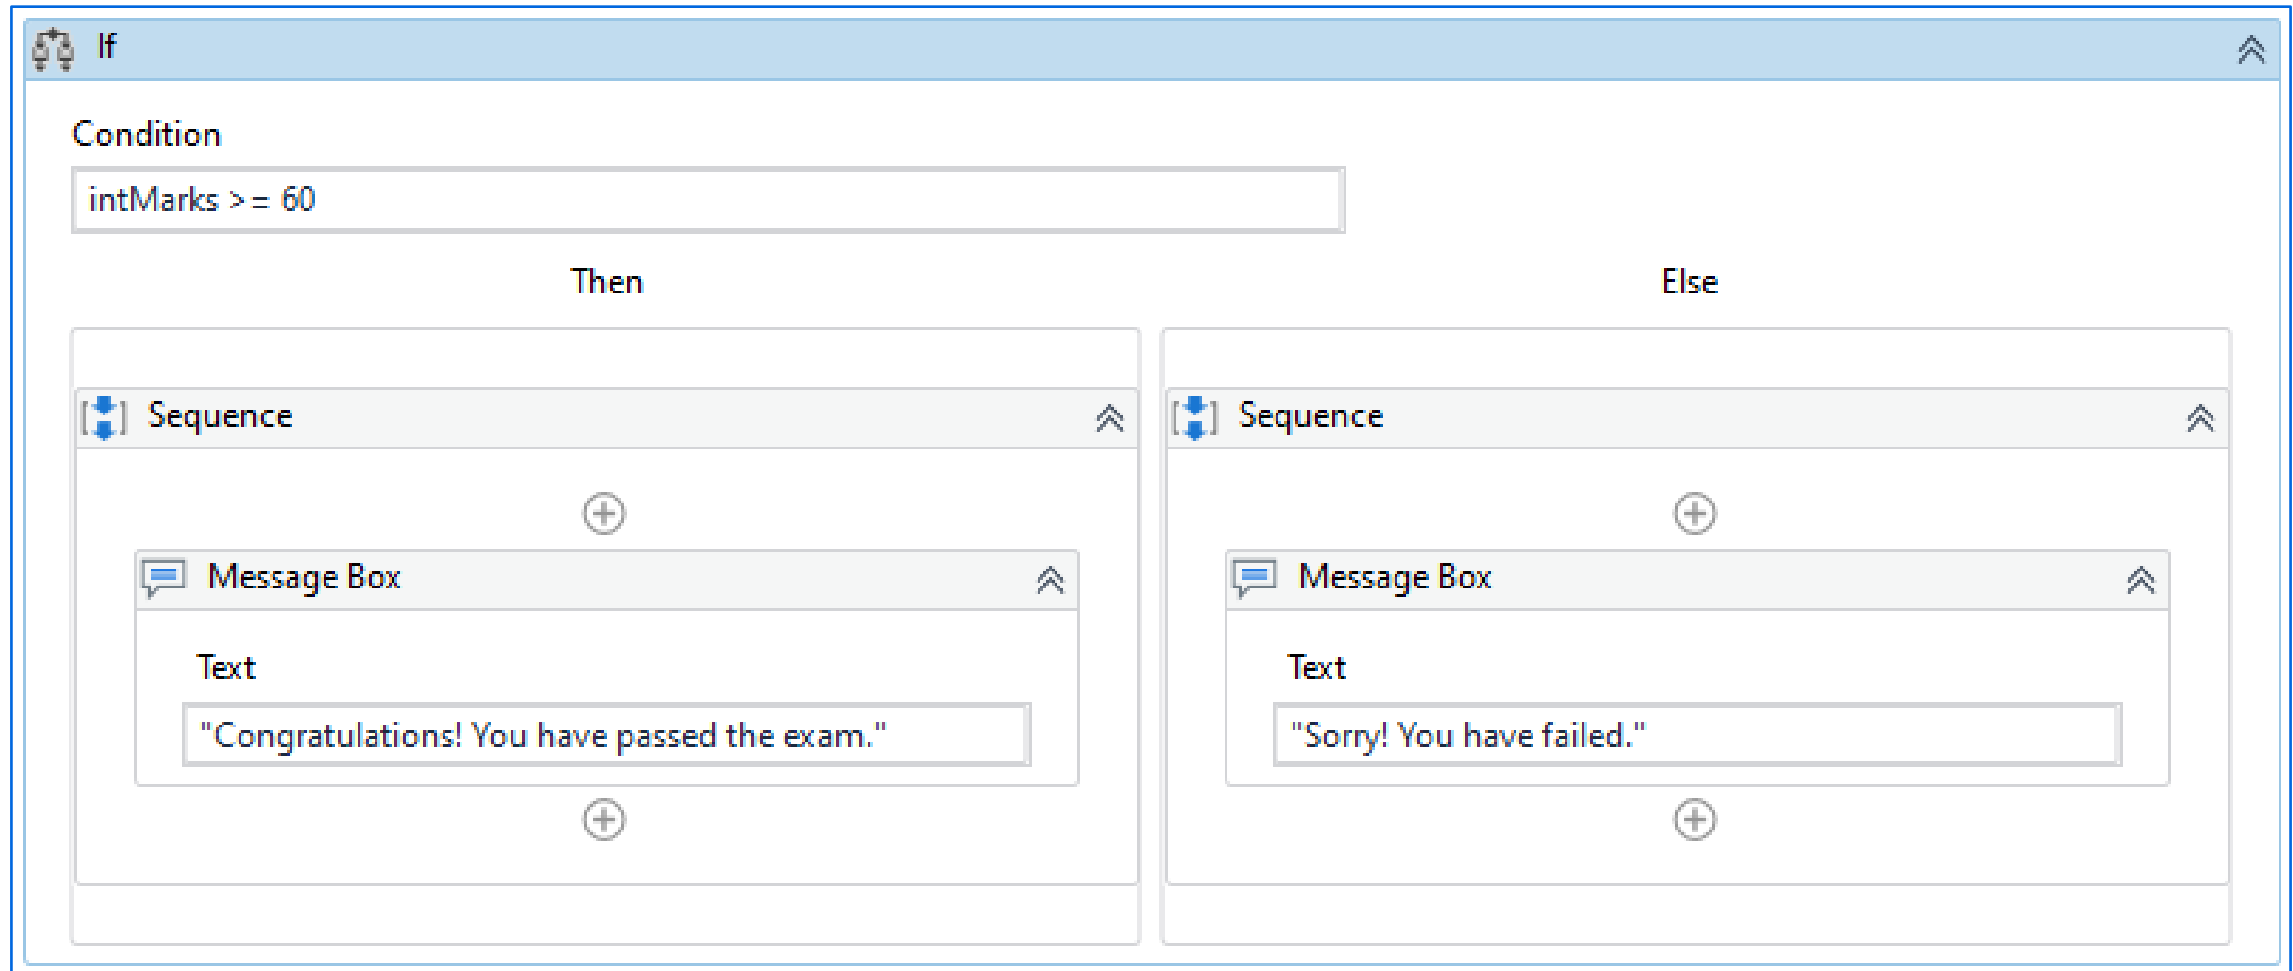 If
Condition
intMarks >= 60
Then
Else
Sequence
Sequence
Message Box
Message Box
Text
Text
"Congratulations! You have passed the exam."
"Sorry! You have failed."